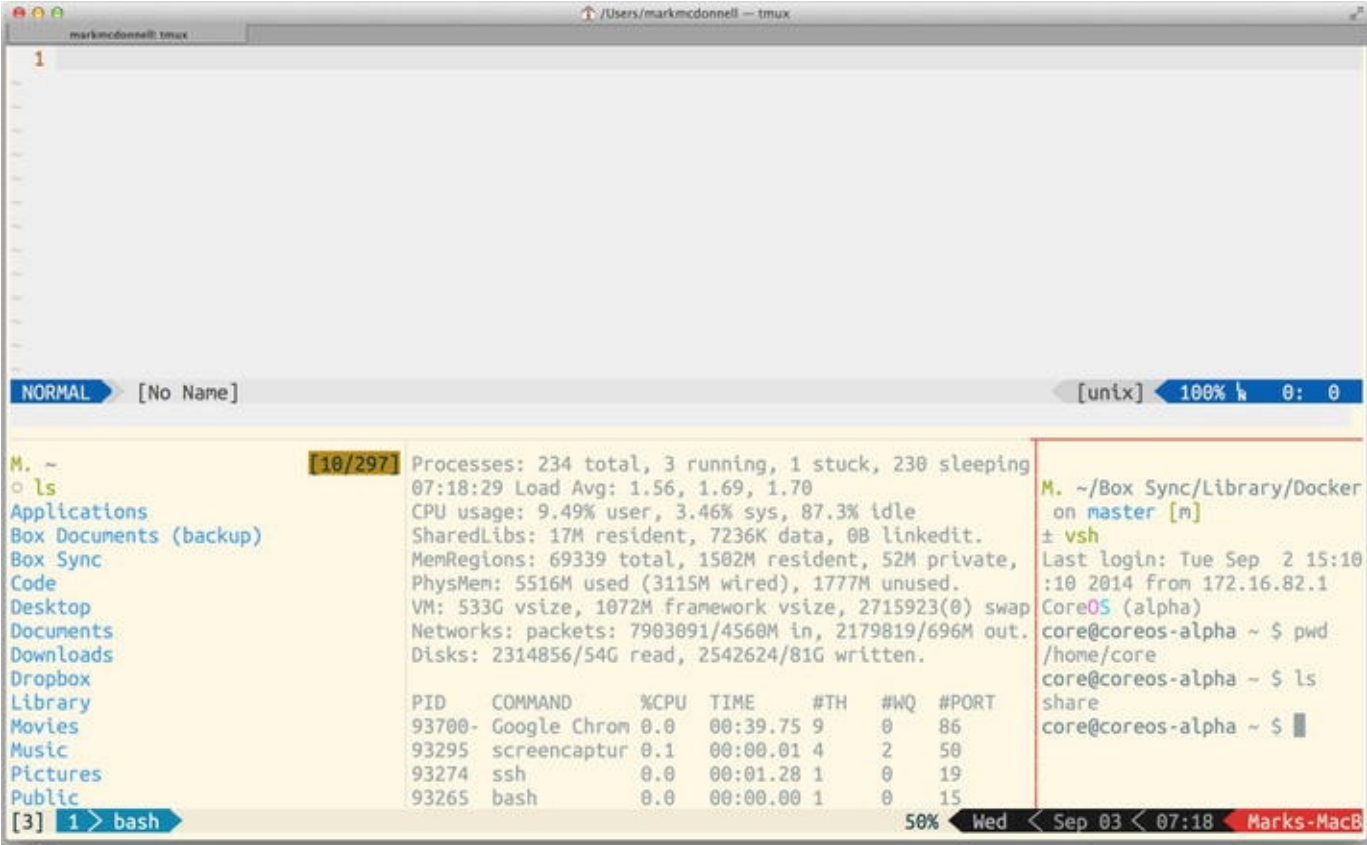 /Users/markmcdonnell — tmux
markmcdonnell: tmux
1
~
~
~
~
~
~
~
~
~
~
~
~
~
NORMAL [No Name] [unix] 100% 0: 0
M. ~ [10/297]
○ ls
Applications
Box Documents (backup)
Box Sync
Code
Desktop
Documents
Downloads
Dropbox
Library
Movies
Music
Pictures
Public
Processes: 234 total, 3 running, 1 stuck, 230 sleeping
07:18:29 Load Avg: 1.56, 1.69, 1.70
CPU usage: 9.49% user, 3.46% sys, 87.3% idle
SharedLibs: 17M resident, 7236K data, 0B linkedit.
MemRegions: 69339 total, 1502M resident, 52M private,
PhysMem: 5516M used (3115M wired), 1777M unused.
VM: 533G vsize, 1072M framework vsize, 2715923(0) swap
Networks: packets: 7903091/4560M in, 2179819/696M out.
Disks: 2314856/54G read, 2542624/81G written.
PID COMMAND %CPU TIME #TH #WQ #PORT
93700- Google Chrom 0.0 00:39.75 9 0 86
93295 screencaptur 0.1 00:00.01 4 2 50
93274 ssh 0.0 00:01.28 1 0 19
93265 bash 0.0 00:00.00 1 0 15
M. ~/Box Sync/Library/Docker
on master [m]
± vsh
Last login: Tue Sep 2 15:10
:10 2014 from 172.16.82.1
CoreOS (alpha)
core@coreos-alpha ~ $ pwd
/home/core
core@coreos-alpha ~ $ ls
share
core@coreos-alpha ~ $
[3] 1 > bash 50% Wed < Sep 03 < 07:18 Marks-MacB